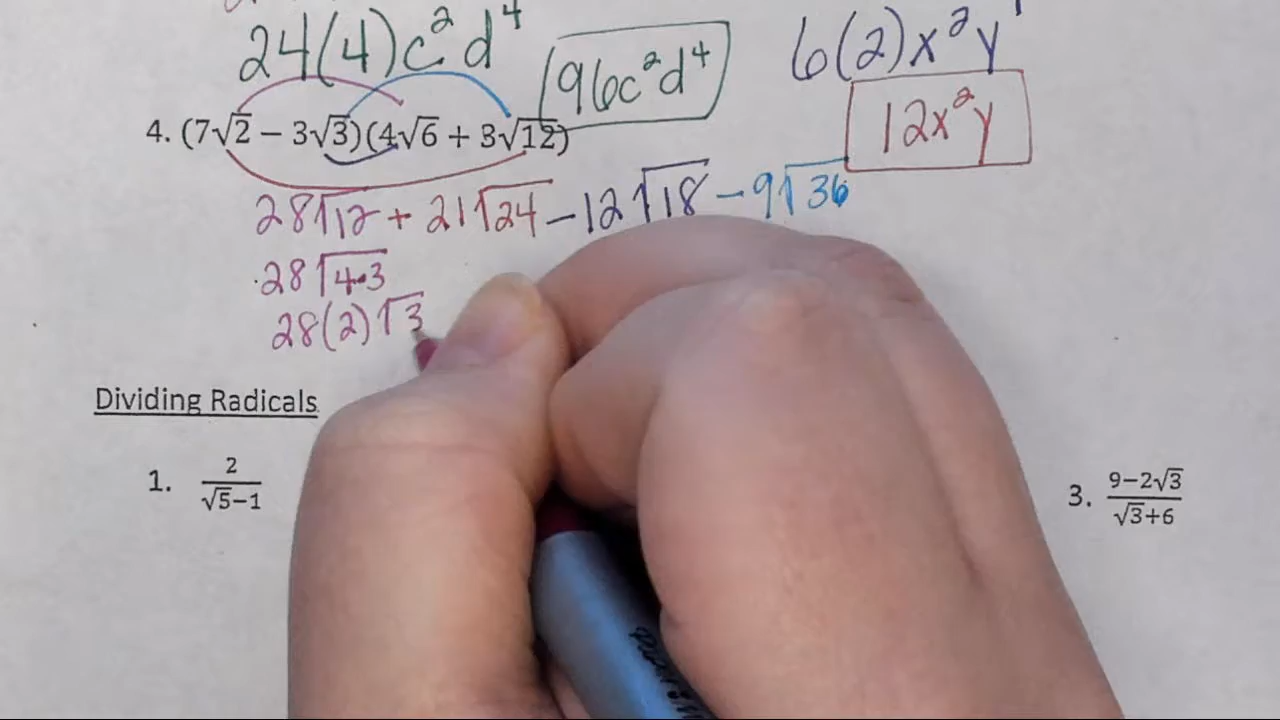 24(4)c²d⁴
96c²d⁴
6(2)x²y
12x²y
4. (7√2 − 3√3)(4√6 + 3√12)
28√12 + 21√24 − 12√18 − 9√36
28√4•3
28(2)√3
Dividing Radicals
1. 2/(√5−1)
3. (9−2√3)/(√3+6)